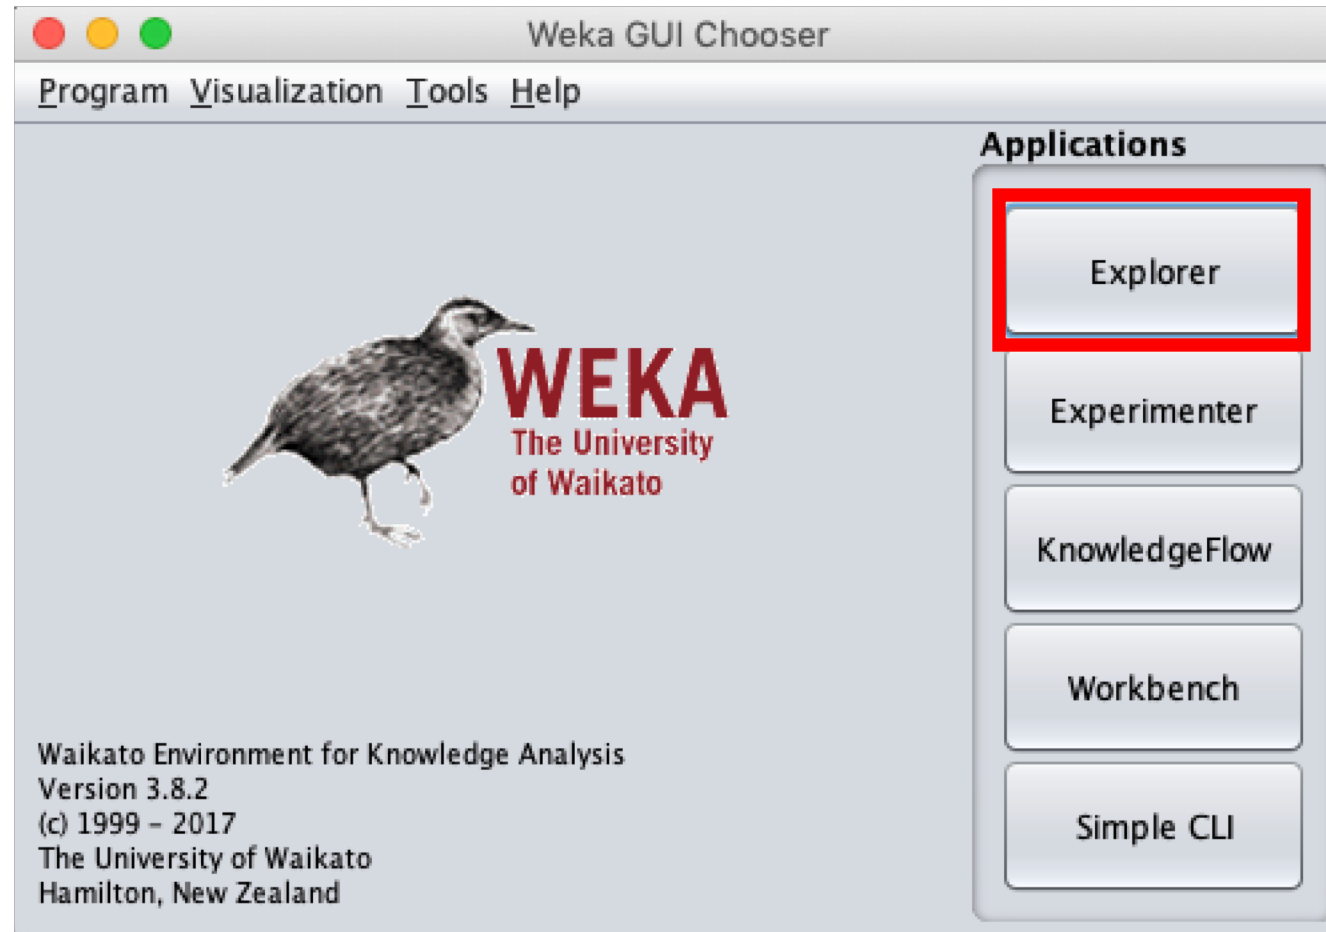 Weka GUI Chooser
Program Visualization Tools Help
Applications
Explorer
Experimenter
KnowledgeFlow
Workbench
Simple CLI
WEKA
The University
of Waikato
Waikato Environment for Knowledge Analysis
Version 3.8.2
(c) 1999 – 2017
The University of Waikato
Hamilton, New Zealand